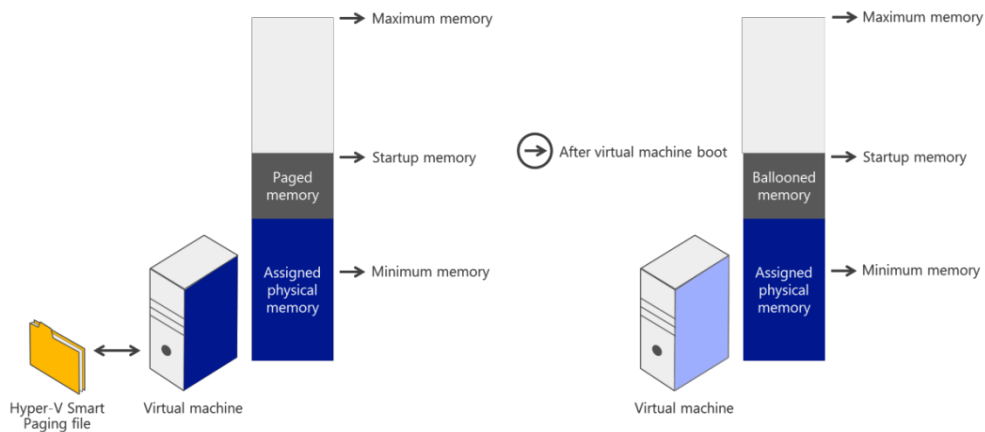 Maximum memory
Startup memory
Paged
memory
Assigned
physical
memory
Minimum memory
Hyper-V Smart
Paging file
Virtual machine
After virtual machine boot
Maximum memory
Startup memory
Ballooned
memory
Assigned
physical
memory
Minimum memory
Virtual machine